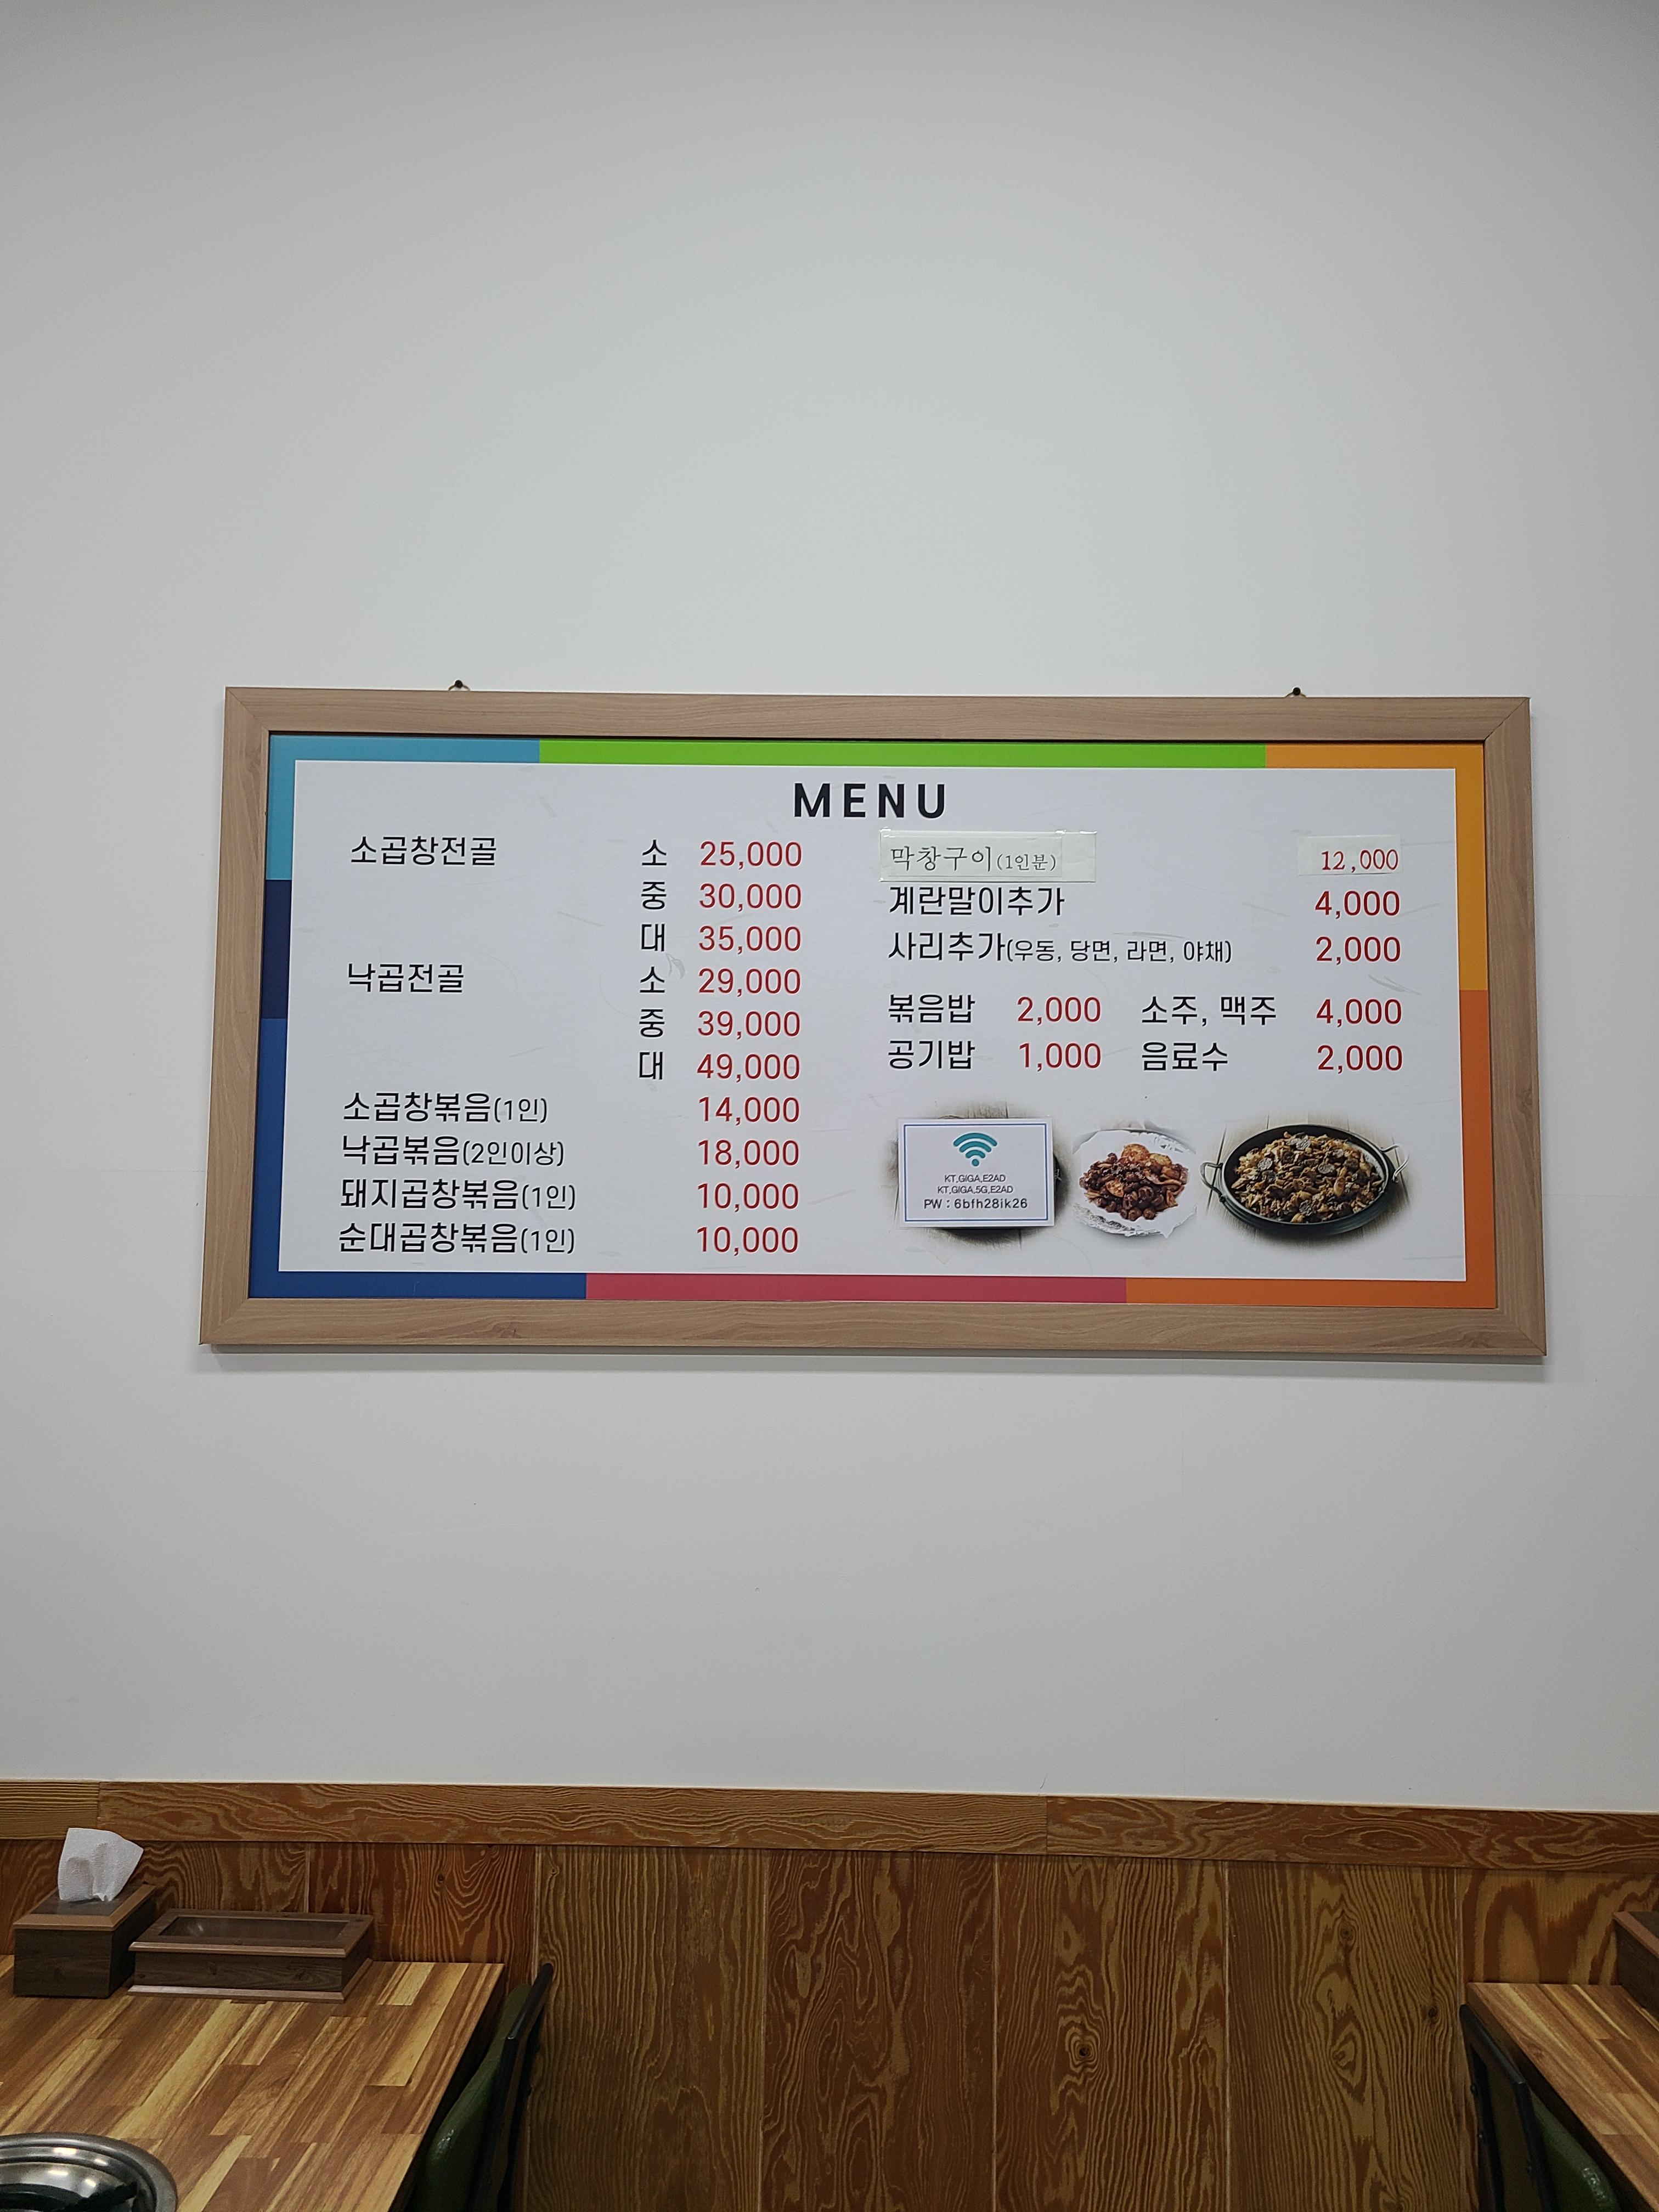 MENU
소곱창전골 소 25,000
중 30,000
대 35,000
낙곱전골 소 29,000
중 39,000
대 49,000
소곱창볶음(1인) 14,000
낙곱볶음(2인이상) 18,000
돼지곱창볶음(1인) 10,000
순대곱창볶음(1인) 10,000
막창구이(1인분) 12,000
계란말이추가 4,000
사리추가(우동, 당면, 라면, 야채) 2,000
볶음밥 2,000 소주, 맥주 4,000
공기밥 1,000 음료수 2,000
KT,GIGA,E2AD
KT,GIGA,5G,E2AD
PW : 6bfh28ik26